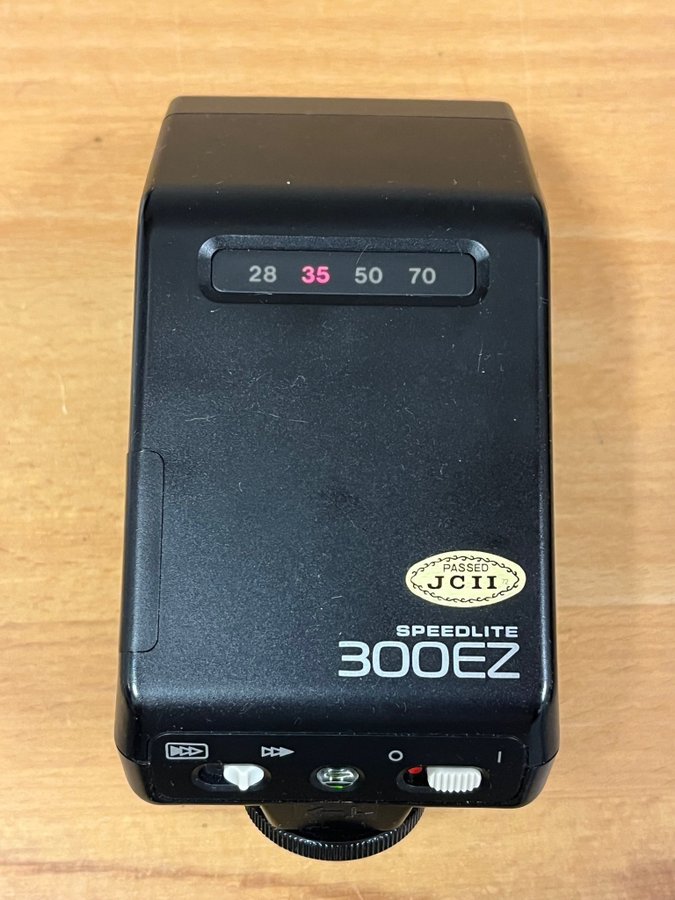 28 35 50 70
PASSED
JCII
SPEEDLITE
300EZ
O I